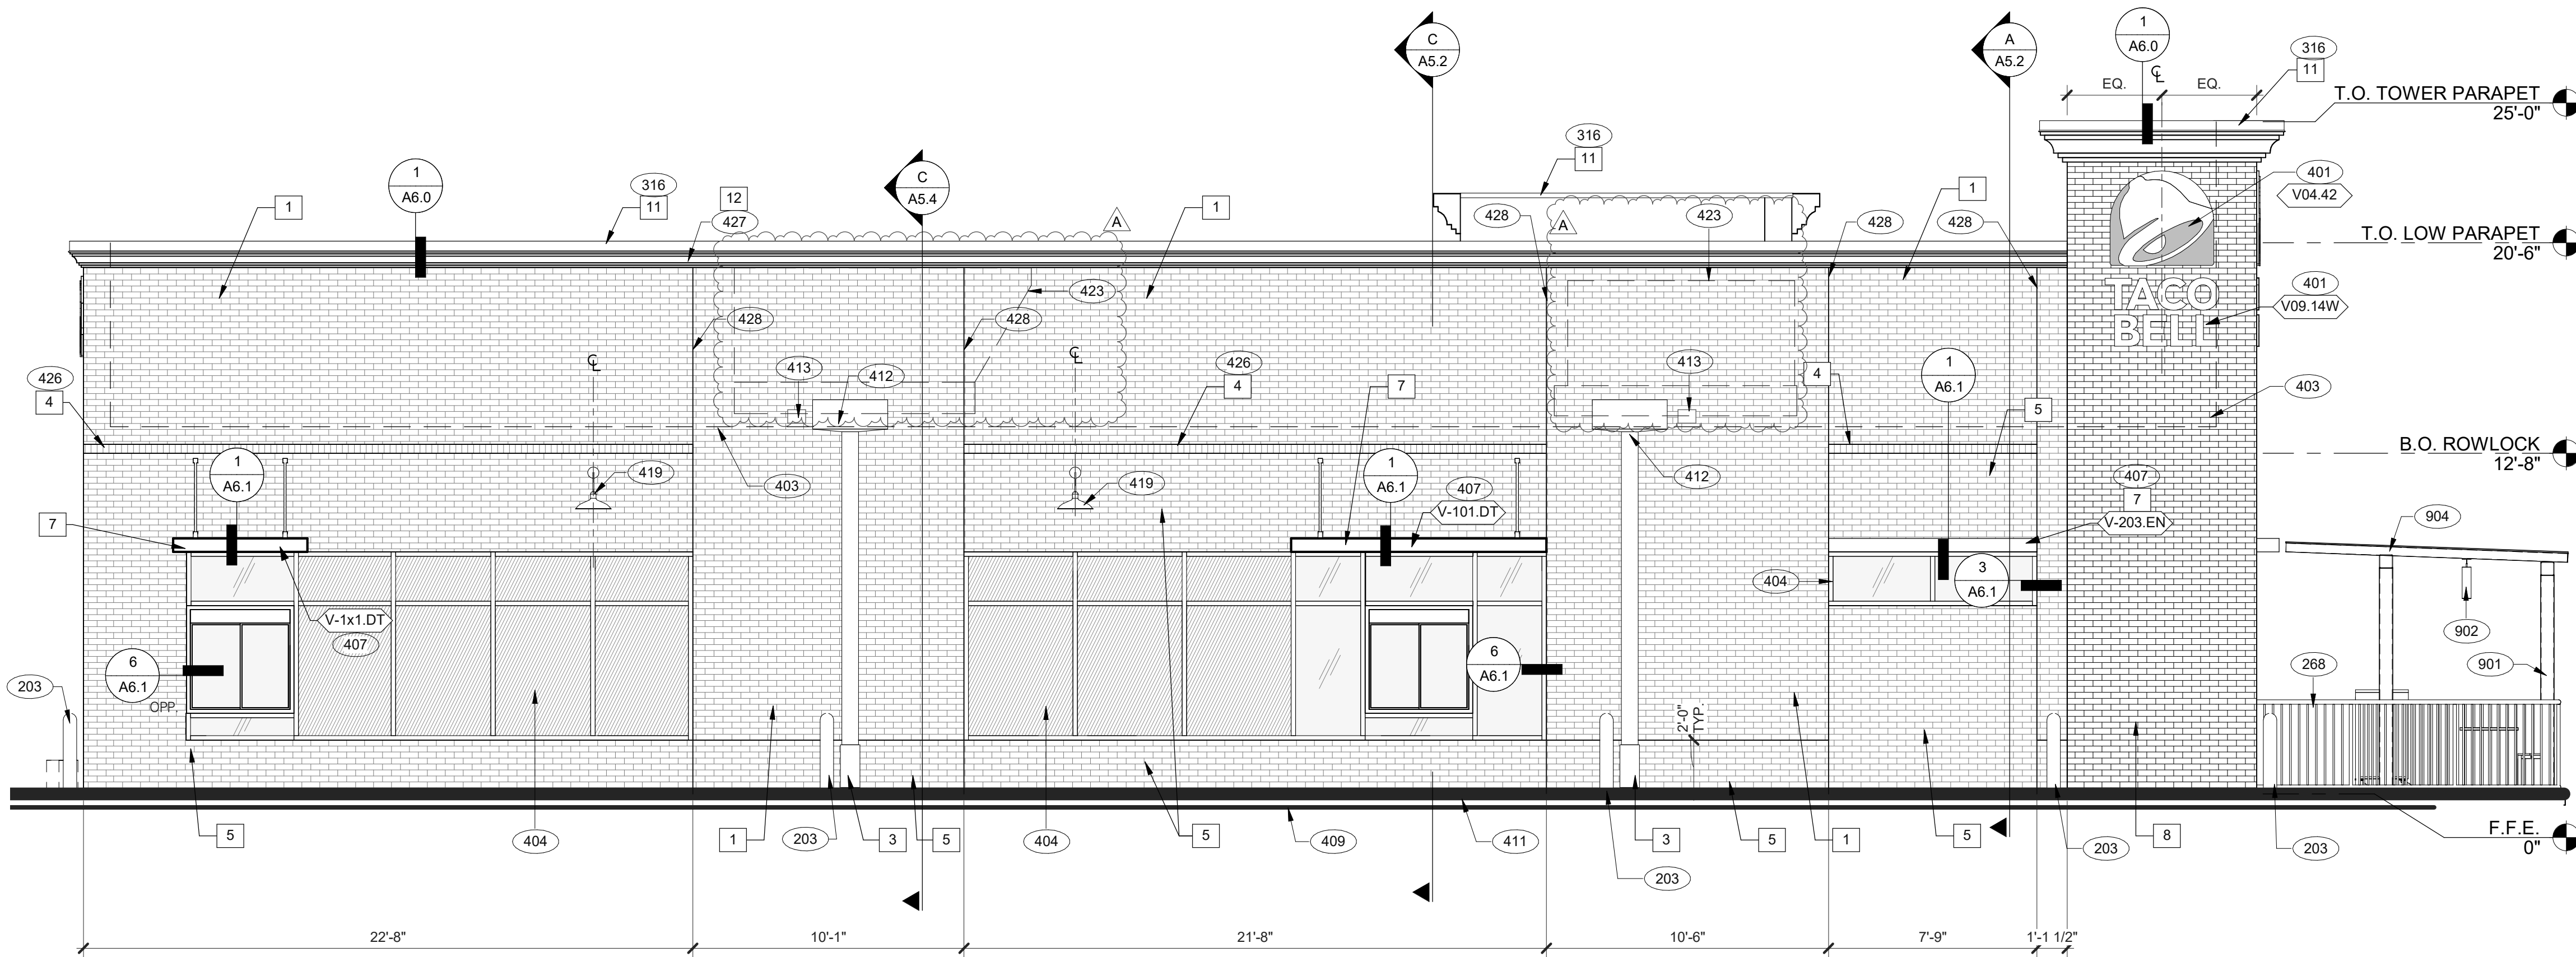 1
A6.0
C
A5.4
C
A5.2
A
A5.2
1
A6.0
℄
EQ.
EQ.
316
11
T.O. TOWER PARAPET
25'-0"
401
V04.42
T.O. LOW PARAPET
20'-6"
401
V09.14W
TACO
BELL
403
B.O. ROWLOCK
12'-8"
1
316
11
12
427
A
1
316
11
428
A
423
428
1
428
423
428
428
℄
℄
413
412
426
4
7
413
4
1
A6.1
5
426
4
1
A6.1
419
403
419
1
A6.1
407
V-101.DT
412
407
7
V-203.EN
904
7
V-1x1.DT
407
404
3
A6.1
902
6
A6.1
OPP.
203
6
A6.1
2'-0"
TYP.
268
901
5
404
1
203
3
5
404
5
409
411
203
3
5
1
5
203
8
203
F.F.E.
0"
22'-8"
10'-1"
21'-8"
10'-6"
7'-9"
1'-1 1/2"